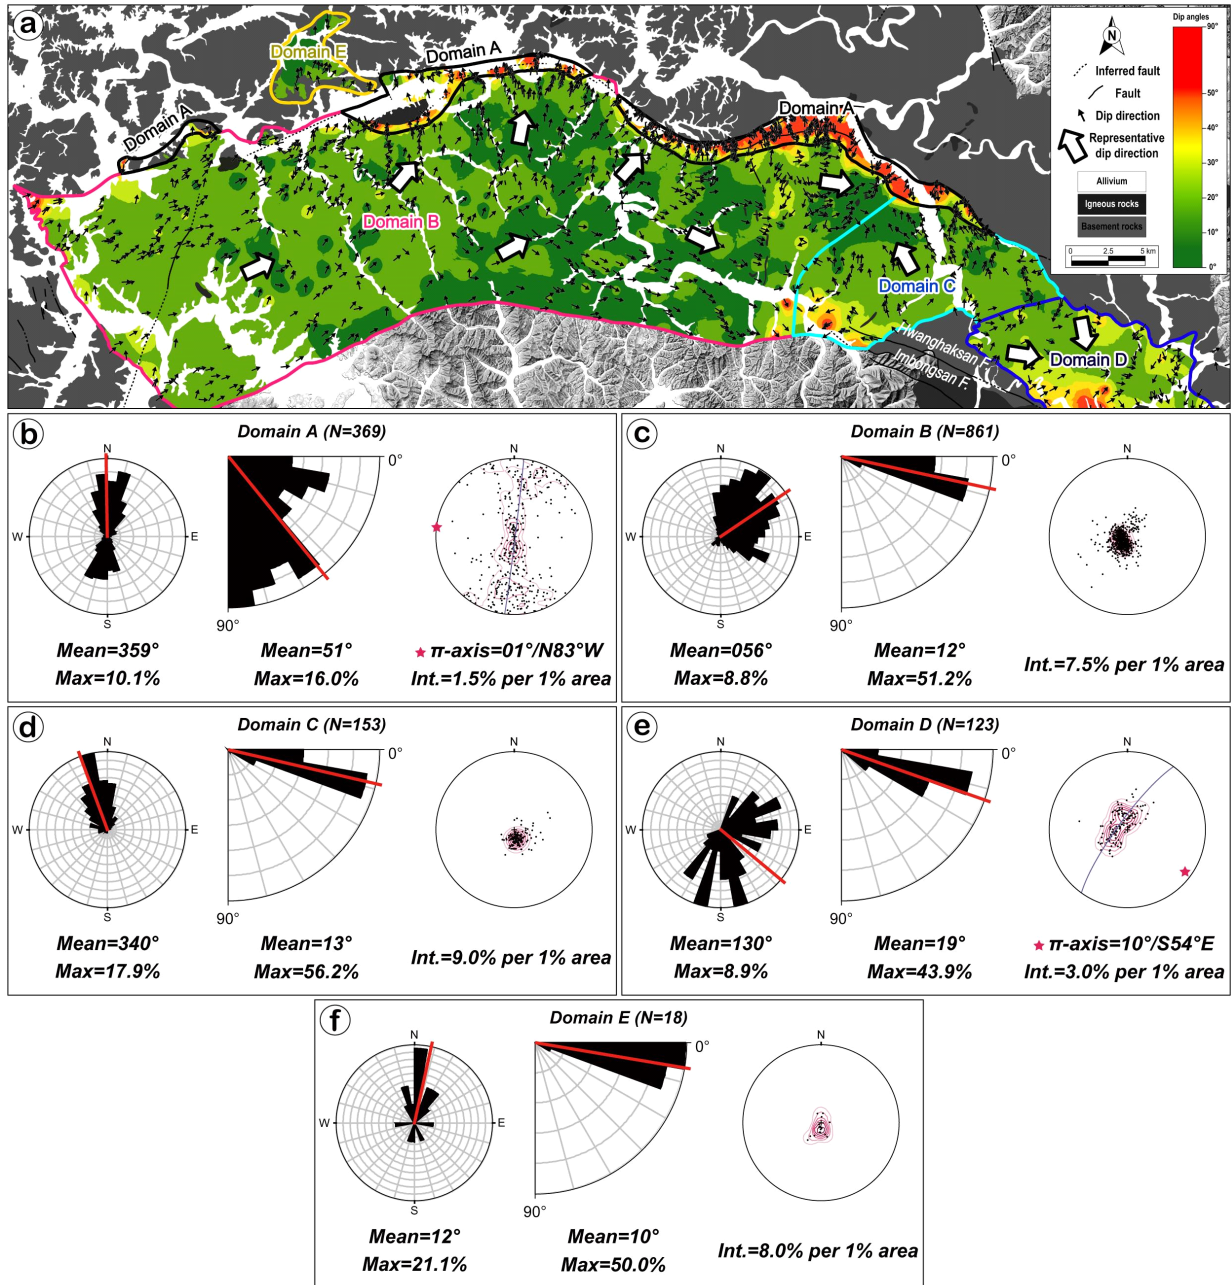 a
Domain E
Domain A
Domain A
Domain A
Domain B
Domain C
Domain D
Hwanghaksan F.
Imbongsan F.
N
Inferred fault
Fault
Dip direction
Representative
dip direction
Allivium
Igneous rocks
Basement rocks
0 2.5 5 km
Dip angles
90°
50°
40°
30°
20°
10°
0°
b
Domain A (N=369)
N
W
E
S
0°
90°
Mean=359°
Max=10.1%
Mean=51°
Max=16.0%
N
W
E
★ π-axis=01°/N83°W
Int.=1.5% per 1% area
c
Domain B (N=861)
N
W
E
S
0°
90°
Mean=056°
Max=8.8%
Mean=12°
Max=51.2%
N
Int.=7.5% per 1% area
d
Domain C (N=153)
N
W
E
S
0°
90°
Mean=340°
Max=17.9%
Mean=13°
Max=56.2%
N
Int.=9.0% per 1% area
e
Domain D (N=123)
N
W
E
S
0°
90°
Mean=130°
Max=8.9%
Mean=19°
Max=43.9%
N
★ π-axis=10°/S54°E
Int.=3.0% per 1% area
f
Domain E (N=18)
N
W
E
S
0°
90°
Mean=12°
Max=21.1%
Mean=10°
Max=50.0%
N
Int.=8.0% per 1% area